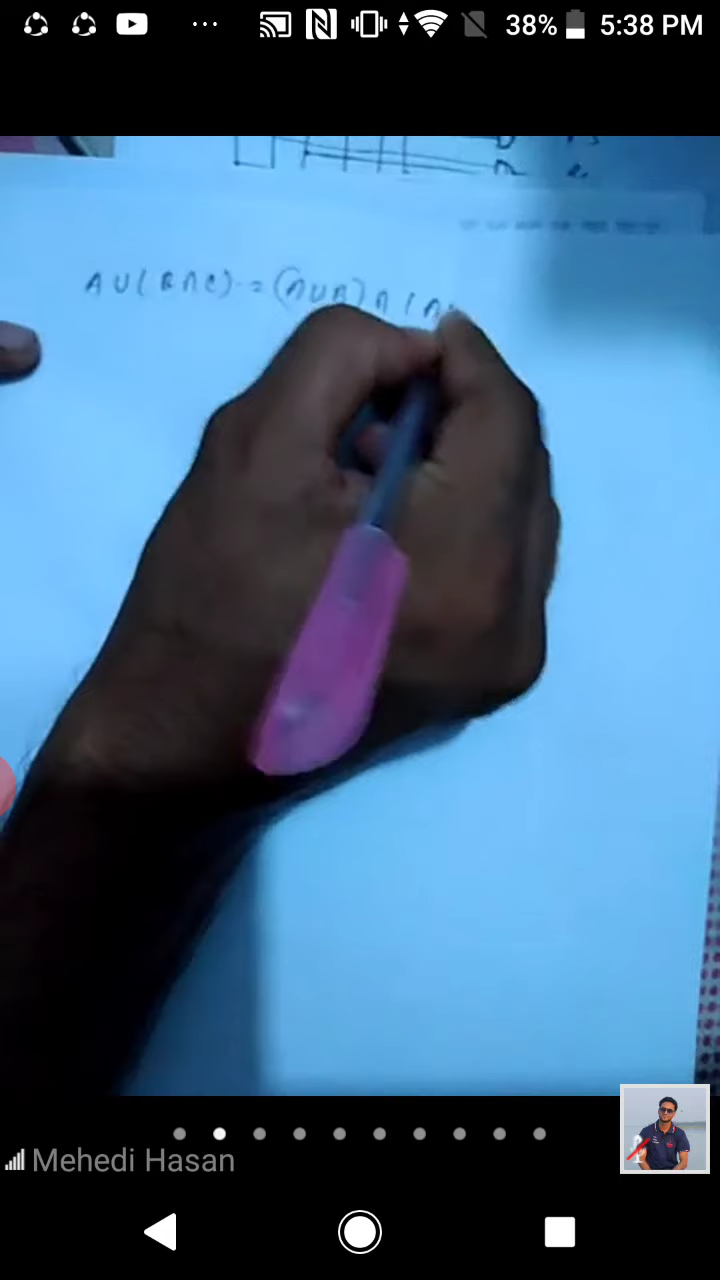 38% 5:38 PM
A U ( B ∩ C ) = ( A U B ) ∩ ( A
Mehedi Hasan